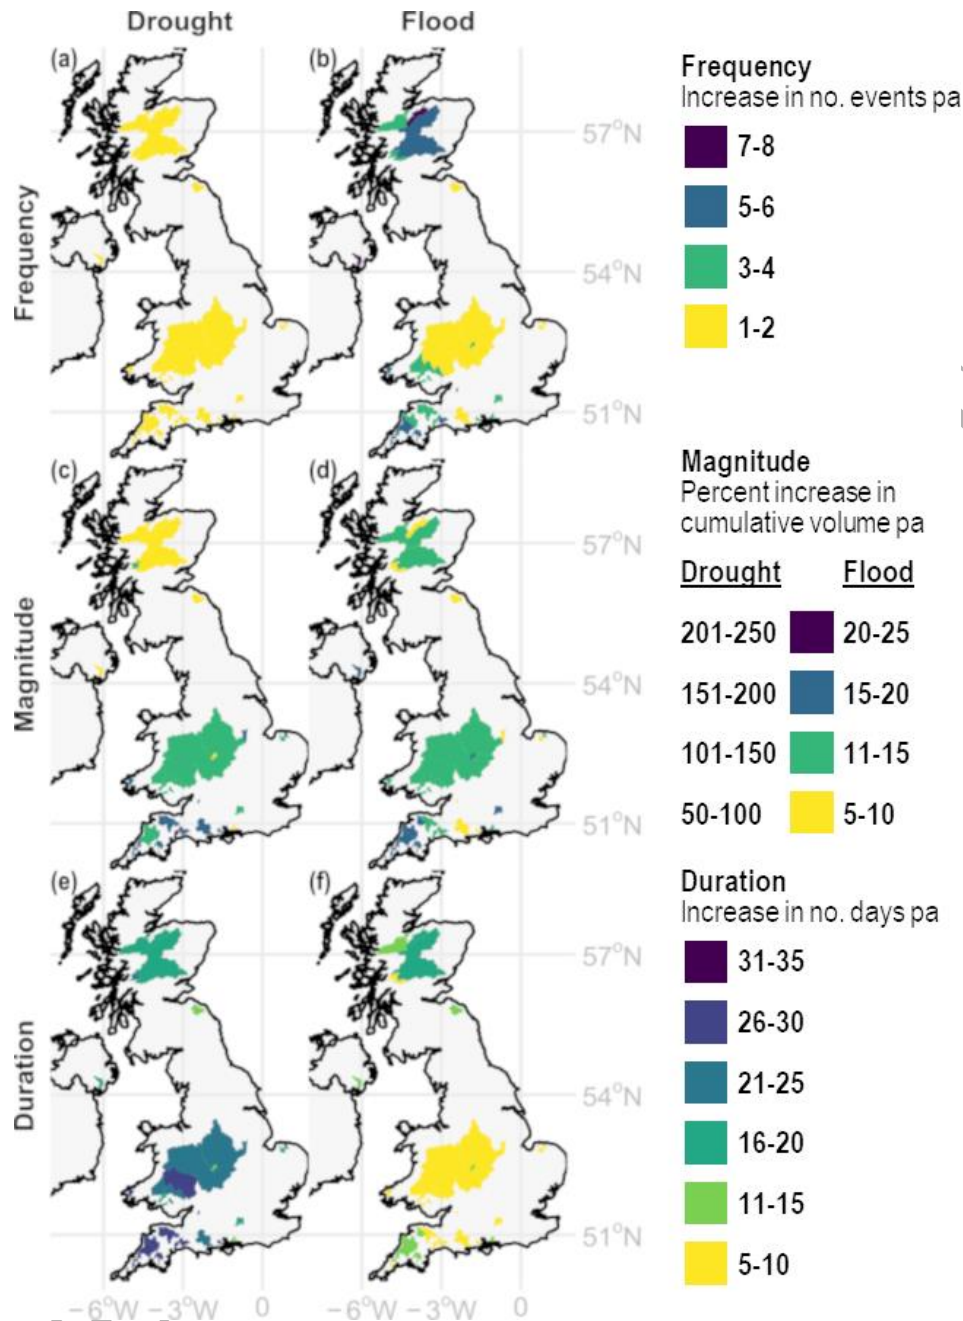 Drought
Flood
(a)
(b)
57°N
54°N
51°N
Frequency
Frequency
Increase in no. events pa
7-8
5-6
3-4
1-2
(c)
(d)
57°N
54°N
51°N
Magnitude
Magnitude
Percent increase in
cumulative volume pa
Drought Flood
201-250 20-25
151-200 15-20
101-150 11-15
50-100 5-10
(e)
(f)
57°N
54°N
51°N
Duration
−6°W −3°W 0 −6°W −3°W 0
Duration
Increase in no. days pa
31-35
26-30
21-25
16-20
11-15
5-10